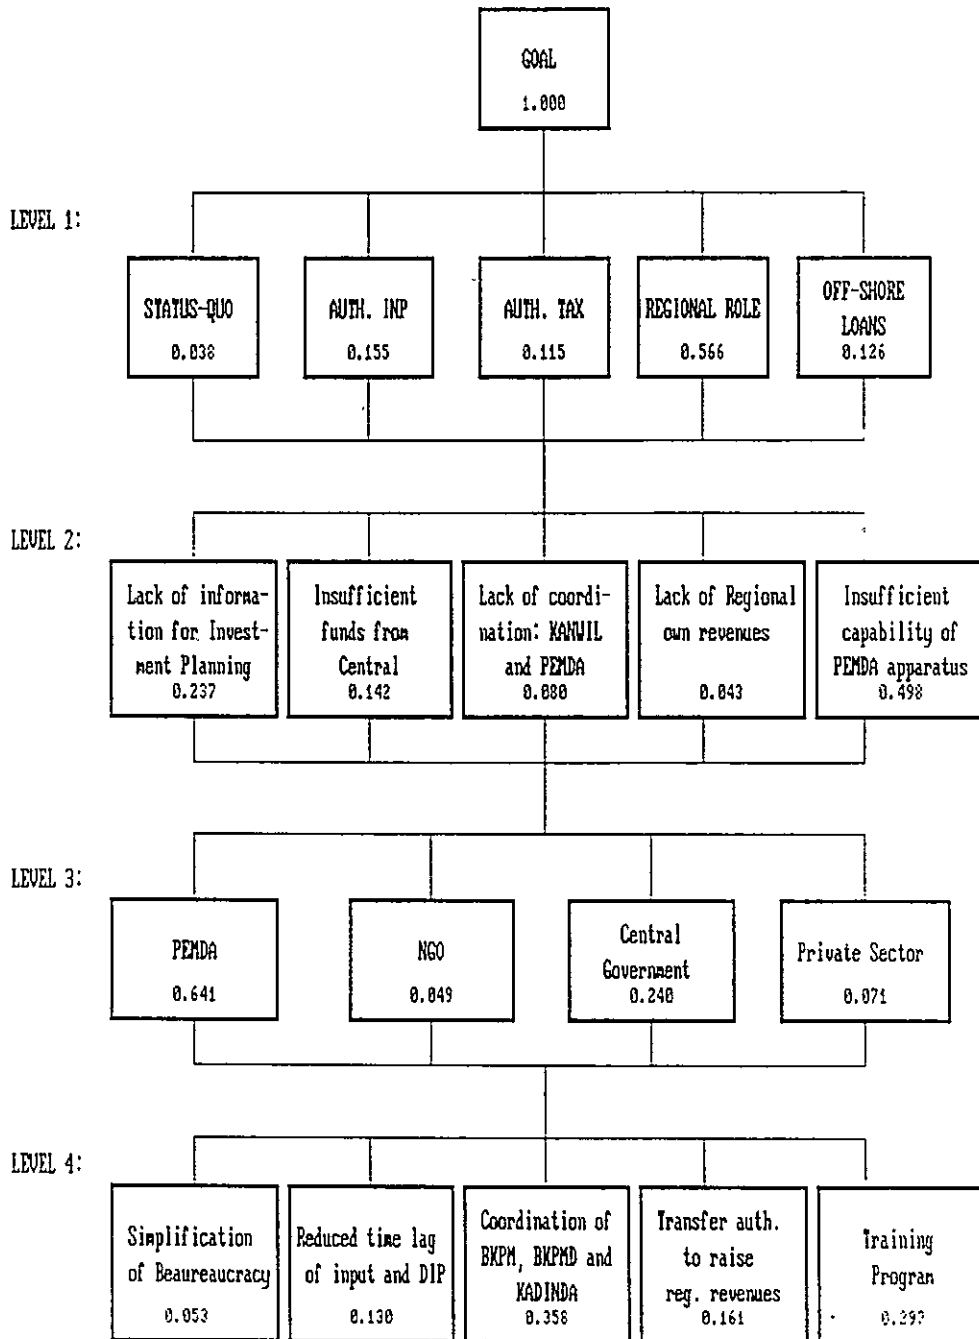 GOAL
1.000
LEVEL 1:
STATUS-QUO
0.038
AUTH. INP
0.155
AUTH. TAX
0.115
REGIONAL ROLE
0.566
OFF-SHORE
LOANS
0.126
LEVEL 2:
Lack of informa-
tion for Invest-
ment Planning
0.237
Insufficient
funds from
Central
0.142
Lack of coordi-
nation: KANWIL
and PEMDA
0.080
Lack of Regional
own revenues
0.043
Insufficient
capability of
PEMDA apparatus
0.498
LEVEL 3:
PEMDA
0.641
NGO
0.049
Central
Government
0.240
Private Sector
0.071
LEVEL 4:
Simplification
of Beaureaucracy
0.053
Reduced time lag
of input and DIP
0.130
Coordination of
BKPM, BKPMD and
KADINDA
0.358
Transfer auth.
to raise
reg. revenues
0.161
Training
Program